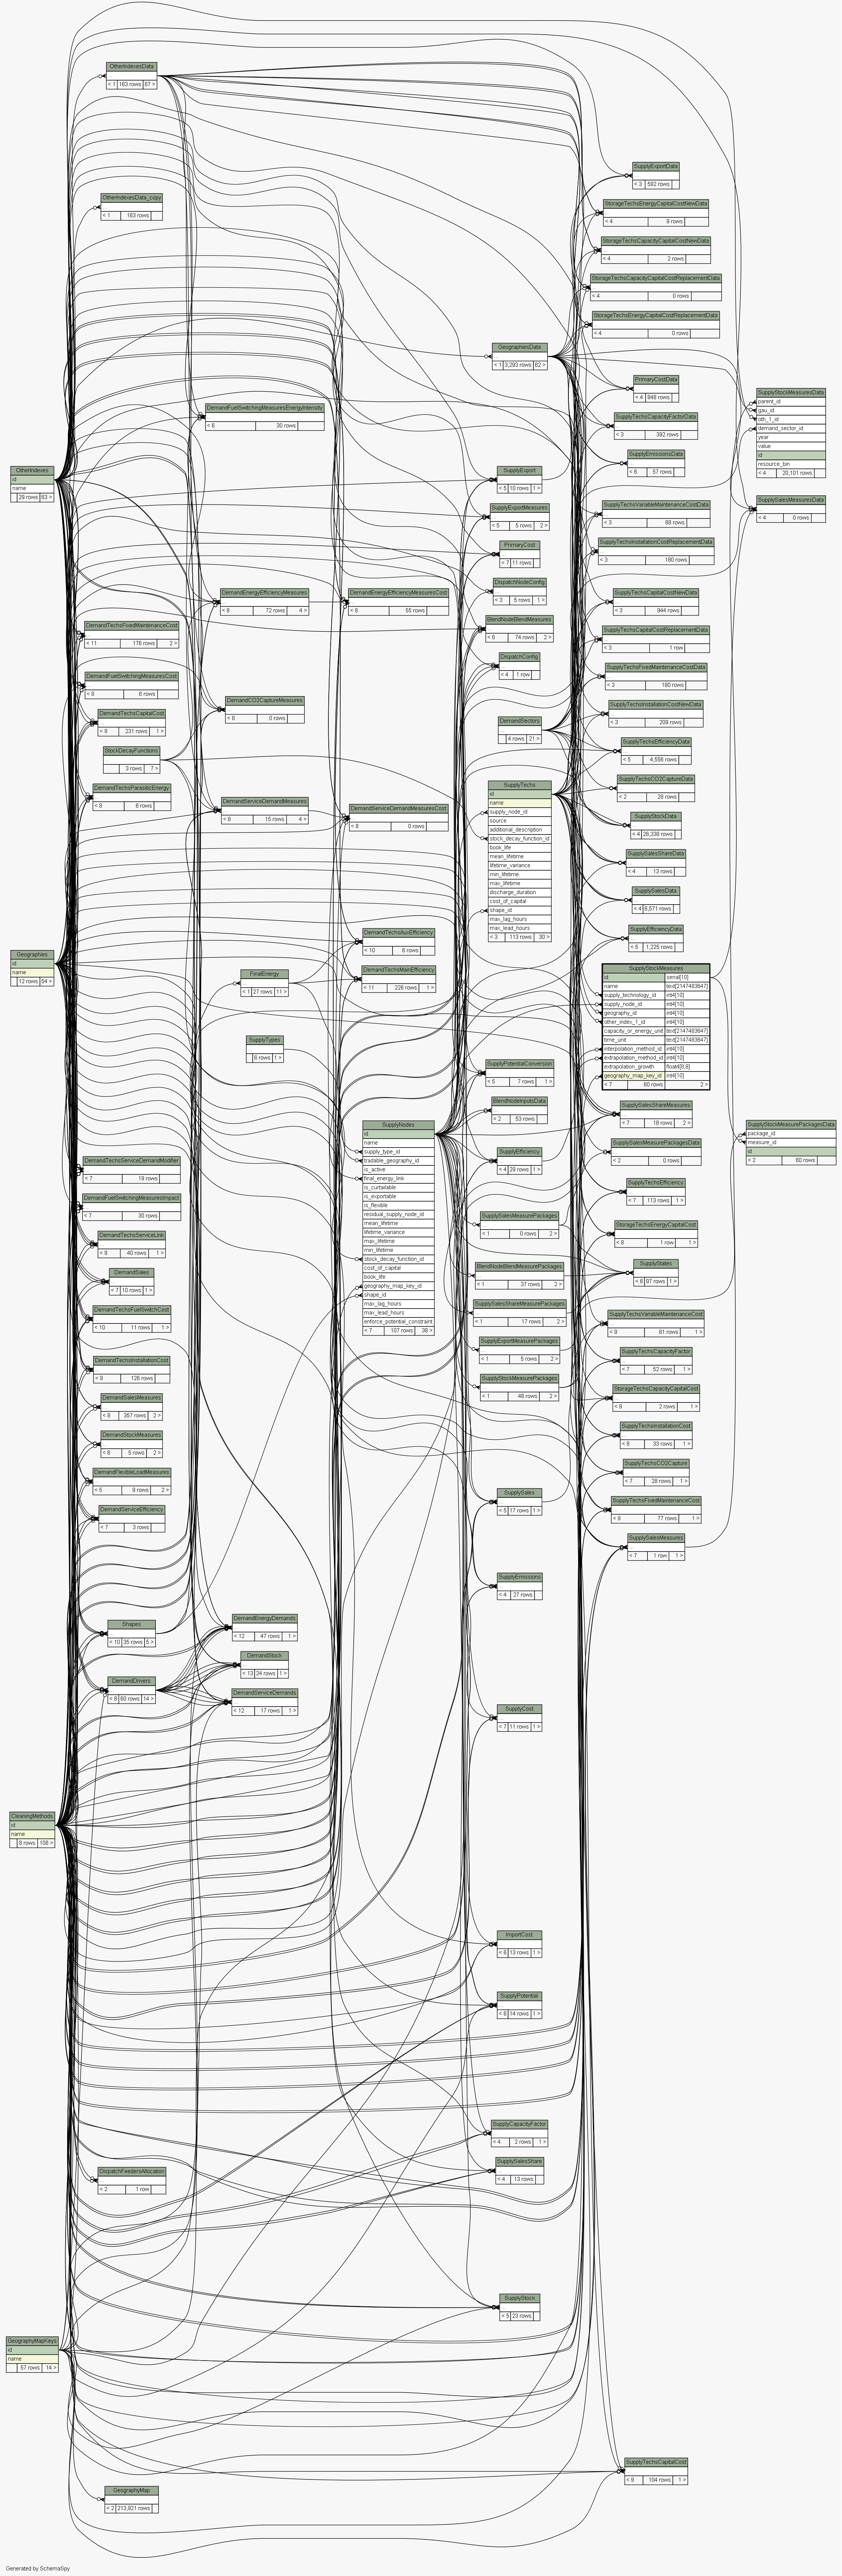 OtherIndexesData
...
< 1 163 rows 67 >
OtherIndexesData_copy
...
< 1 163 rows
OtherIndexes
id
name
29 rows 63 >
Geographies
id
name
12 rows 54 >
CleaningMethods
id
name
8 rows 108 >
GeographyMapKeys
id
name
57 rows 14 >
DemandTechsFixedMaintenanceCost
...
< 11 176 rows 2 >
DemandFuelSwitchingMeasuresCost
...
< 8 6 rows
DemandTechsCapitalCost
...
< 9 231 rows 1 >
StockDecayFunctions
...
3 rows 7 >
DemandTechsParasiticEnergy
...
< 8 6 rows
DemandTechsServiceDemandModifier
...
< 7 19 rows
DemandFuelSwitchingMeasuresImpact
...
< 7 30 rows
DemandTechsServiceLink
...
< 9 40 rows 1 >
DemandSales
...
< 7 10 rows 1 >
DemandTechsFuelSwitchCost
...
< 10 11 rows 1 >
DemandTechsInstallationCost
...
< 9 126 rows
DemandSalesMeasures
...
< 8 357 rows 2 >
DemandStockMeasures
...
< 8 5 rows 2 >
DemandFlexibleLoadMeasures
...
< 5 9 rows 2 >
DemandServiceEfficiency
...
< 7 3 rows
Shapes
...
< 10 35 rows 5 >
DemandDrivers
...
< 6 60 rows 14 >
DispatchFeedersAllocation
...
< 2 1 row
GeographyMap
...
< 2 213,921 rows
DemandFuelSwitchingMeasuresEnergyIntensity
...
< 8 30 rows
DemandEnergyEfficiencyMeasures
...
< 8 72 rows 4 >
DemandCO2CaptureMeasures
...
< 8 0 rows
DemandServiceDemandMeasures
...
< 8 15 rows 4 >
FinalEnergy
...
< 1 27 rows 11 >
SupplyTypes
...
6 rows 1 >
DemandEnergyDemands
...
< 12 47 rows 1 >
DemandStock
...
< 13 24 rows 1 >
DemandServiceDemands
...
< 12 17 rows 1 >
DemandEnergyEfficiencyMeasuresCost
...
< 8 55 rows
DemandServiceDemandMeasuresCost
...
< 8 0 rows
DemandTechsAuxEfficiency
...
< 10 6 rows
DemandTechsMainEfficiency
...
< 11 226 rows 1 >
SupplyNodes
id
name
supply_type_id
tradable_geography_id
is_active
final_energy_link
is_curtailable
is_exportable
is_flexible
residual_supply_node_id
mean_lifetime
lifetime_variance
max_lifetime
min_lifetime
stock_decay_function_id
cost_of_capital
book_life
geography_map_key_id
shape_id
max_lag_hours
max_lead_hours
enforce_potential_constraint
< 7 107 rows 38 >
GeographiesData
...
< 1 3,283 rows 62 >
SupplyExport
...
< 5 10 rows 1 >
SupplyExportMeasures
...
< 5 5 rows 2 >
PrimaryCost
...
< 7 11 rows
DispatchNodeConfig
...
< 3 5 rows 1 >
BlendNodeBlendMeasures
...
< 6 74 rows 2 >
DispatchConfig
...
< 4 1 row
DemandSectors
...
4 rows 21 >
SupplyTechs
id
name
supply_node_id
source
additional_description
stock_decay_function_id
book_life
mean_lifetime
lifetime_variance
min_lifetime
max_lifetime
discharge_duration
cost_of_capital
shape_id
max_lag_hours
max_lead_hours
< 3 113 rows 30 >
SupplyPotentialConversion
...
< 5 7 rows 1 >
BlendNodeInputsData
...
< 2 53 rows
SupplyEfficiency
...
< 4 29 rows 1 >
SupplySalesMeasurePackages
...
< 1 0 rows 2 >
BlendNodeBlendMeasurePackages
...
< 1 37 rows 2 >
SupplySalesShareMeasurePackages
...
< 1 17 rows 2 >
SupplyExportMeasurePackages
...
< 1 5 rows 2 >
SupplyStockMeasurePackages
...
< 1 48 rows 2 >
SupplySales
...
< 5 17 rows 1 >
SupplyEmissions
...
< 4 27 rows
SupplyCost
...
< 7 11 rows 1 >
ImportCost
...
< 6 13 rows 1 >
SupplyPotential
...
< 6 14 rows 1 >
SupplyCapacityFactor
...
< 4 2 rows 1 >
SupplySalesShare
...
< 4 13 rows
SupplyStock
...
< 5 23 rows
SupplyExportData
...
< 3 592 rows
StorageTechsEnergyCapitalCostNewData
...
< 4 9 rows
StorageTechsCapacityCapitalCostNewData
...
< 4 2 rows
StorageTechsCapacityCapitalCostReplacementData
...
< 4 0 rows
StorageTechsEnergyCapitalCostReplacementData
...
< 4 0 rows
PrimaryCostData
...
< 4 948 rows
SupplyTechsCapacityFactorData
...
< 3 392 rows
SupplyEmissionsData
...
< 6 57 rows
SupplyTechsVariableMaintenanceCostData
...
< 3 88 rows
SupplyTechsInstallationCostReplacementData
...
< 3 180 rows
SupplyTechsCapitalCostNewData
...
< 3 944 rows
SupplyTechsCapitalCostReplacementData
...
< 3 1 row
SupplyTechsFixedMaintenanceCostData
...
< 3 180 rows
SupplyTechsInstallationCostNewData
...
< 3 209 rows
SupplyTechsEfficiencyData
...
< 5 4,556 rows
SupplyTechsCO2CaptureData
...
< 2 28 rows
SupplyStockData
...
< 4 26,338 rows
SupplySalesShareData
...
< 4 13 rows
SupplySalesData
...
< 4 6,571 rows
SupplyEfficiencyData
...
< 5 1,225 rows
SupplyStockMeasures
id serial[10]
name text[2147483647]
supply_technology_id int4[10]
supply_node_id int4[10]
geography_id int4[10]
other_index_1_id int4[10]
capacity_or_energy_unit text[2147483647]
time_unit text[2147483647]
interpolation_method_id int4[10]
extrapolation_method_id int4[10]
extrapolation_growth float4[8,8]
geography_map_key_id int4[10]
< 7 60 rows 2 >
SupplySalesShareMeasures
...
< 7 18 rows 2 >
SupplySalesMeasurePackagesData
...
< 2 0 rows
SupplyTechsEfficiency
...
< 7 113 rows 1 >
StorageTechsEnergyCapitalCost
...
< 8 1 row 1 >
SupplyStates
...
< 6 97 rows 1 >
SupplyTechsVariableMaintenanceCost
...
< 9 81 rows 1 >
SupplyTechsCapacityFactor
...
< 7 52 rows 1 >
StorageTechsCapacityCapitalCost
...
< 8 2 rows 1 >
SupplyTechsInstallationCost
...
< 8 33 rows 1 >
SupplyTechsCO2Capture
...
< 7 28 rows 1 >
SupplyTechsFixedMaintenanceCost
...
< 9 77 rows 1 >
SupplySalesMeasures
...
< 7 1 row 1 >
SupplyTechsCapitalCost
...
< 9 104 rows 1 >
SupplyStockMeasuresData
parent_id
gau_id
oth_1_id
demand_sector_id
year
value
id
resource_bin
< 4 20,101 rows
SupplySalesMeasuresData
...
< 4 0 rows
SupplyStockMeasurePackagesData
package_id
measure_id
id
< 2 60 rows
Generated by SchemaSpy